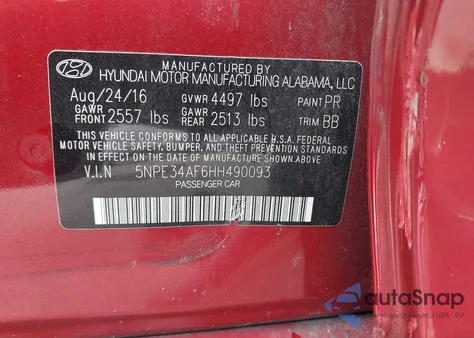 MANUFACTURED BY
HYUNDAI MOTOR MANUFACTURING ALABAMA, LLC
Aug/24/16 GVWR 4497 lbs PAINT PR
GAWR FRONT 2557 lbs GAWR REAR 2513 lbs TRIM BB
THIS VEHICLE CONFORMS TO ALL APPLICABLE U.S.A. FEDERAL
MOTOR VEHICLE SAFETY, BUMPER, AND THEFT PREVENTION STANDARDS
IN EFFECT ON THE DATE OF MANUFACTURE SHOWN ABOVE.
V.I.N 5NPE34AF6HH490093
PASSENGER CAR
autoSnap